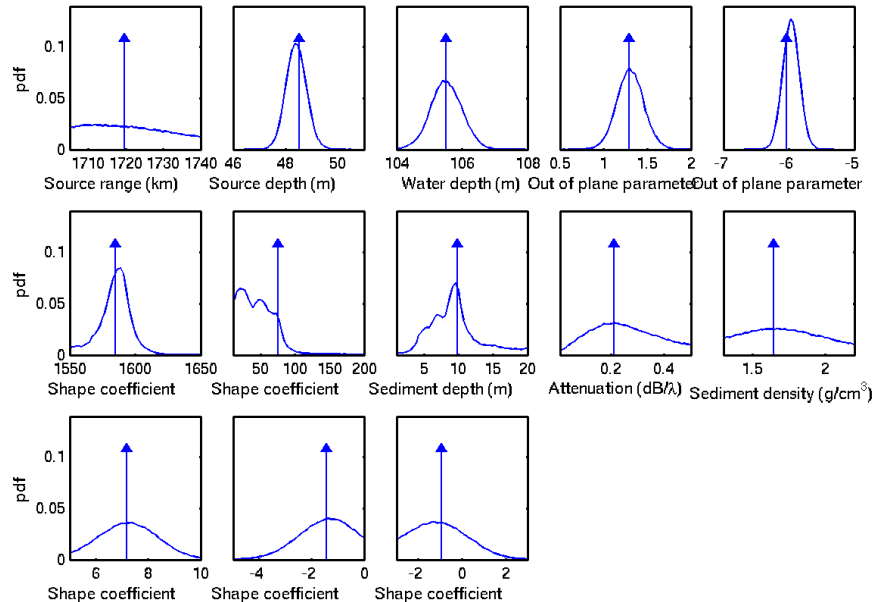 0.1
0.05
0
pdf
1710 1720 1730 1740
46 48 50
104 106 108
0.5 1 1.5 2
-7 -6 -5
Source range (km) Source depth (m) Water depth (m) Out of plane parameter Out of plane parameter
0.1
0.05
0
pdf
1550 1600 1650
50 100 150 200
5 10 15 20
0.2 0.4
1.5 2
Shape coefficient Shape coefficient Sediment depth (m) Attenuation (dB/λ) Sediment density (g/cm³)
0.1
0.05
0
pdf
6 8 10
-4 -2 0
-2 0 2
Shape coefficient Shape coefficient Shape coefficient